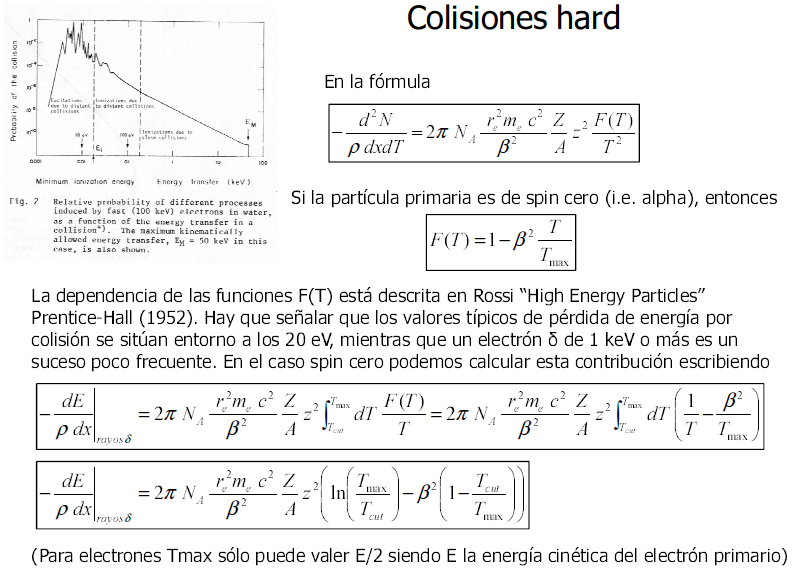 Colisiones hard
Probability of the collision
1
10⁻²
10⁻⁴
10⁻⁶
10⁻⁸
Excitations due to distant collisions
Ionizations due to distant collisions
Ionizations due to close collisions
10 eV
100 eV
E_I
E_M
0.001 0.01 0.1 1 10 100
Minimum ionization energy. Energy transfer (keV)
Fig. 2 Relative probability of different processes
induced by fast (100 keV) electrons in water,
as a function of the energy transfer in a
collision⁴). The maximum kinematically
allowed energy transfer, E_M = 50 keV in this
case, is also shown.
En la fórmula
-\frac{d^2 N}{\rho\, dx dT} = 2\pi N_A \frac{r_e^2 m_e c^2}{\beta^2} \frac{Z}{A} z^2 \frac{F(T)}{T^2}
Si la partícula primaria es de spin cero (i.e. alpha), entonces
F(T) = 1 - \beta^2 \frac{T}{T_{max}}
La dependencia de las funciones F(T) está descrita en Rossi “High Energy Particles”
Prentice-Hall (1952). Hay que señalar que los valores típicos de pérdida de energía por
colisión se sitúan entorno a los 20 eV, mientras que un electrón δ de 1 keV o más es un
suceso poco frecuente. En el caso spin cero podemos calcular esta contribución escribiendo
-\frac{dE}{\rho\, dx}|_{rayos δ} = 2\pi N_A \frac{r_e^2 m_e c^2}{\beta^2} \frac{Z}{A} z^2 \int_{T_{cut}}^{T_{max}} dT \frac{F(T)}{T} = 2\pi N_A \frac{r_e^2 m_e c^2}{\beta^2} \frac{Z}{A} z^2 \int_{T_{cut}}^{T_{max}} dT \left( \frac{1}{T} - \frac{\beta^2}{T_{max}} \right)
-\frac{dE}{\rho\, dx}|_{rayos δ} = 2\pi N_A \frac{r_e^2 m_e c^2}{\beta^2} \frac{Z}{A} z^2 \left( \ln\left( \frac{T_{max}}{T_{cut}} \right) - \beta^2 \left( 1 - \frac{T_{cut}}{T_{max}} \right) \right)
(Para electrones Tmax sólo puede valer E/2 siendo E la energía cinética del electrón primario)